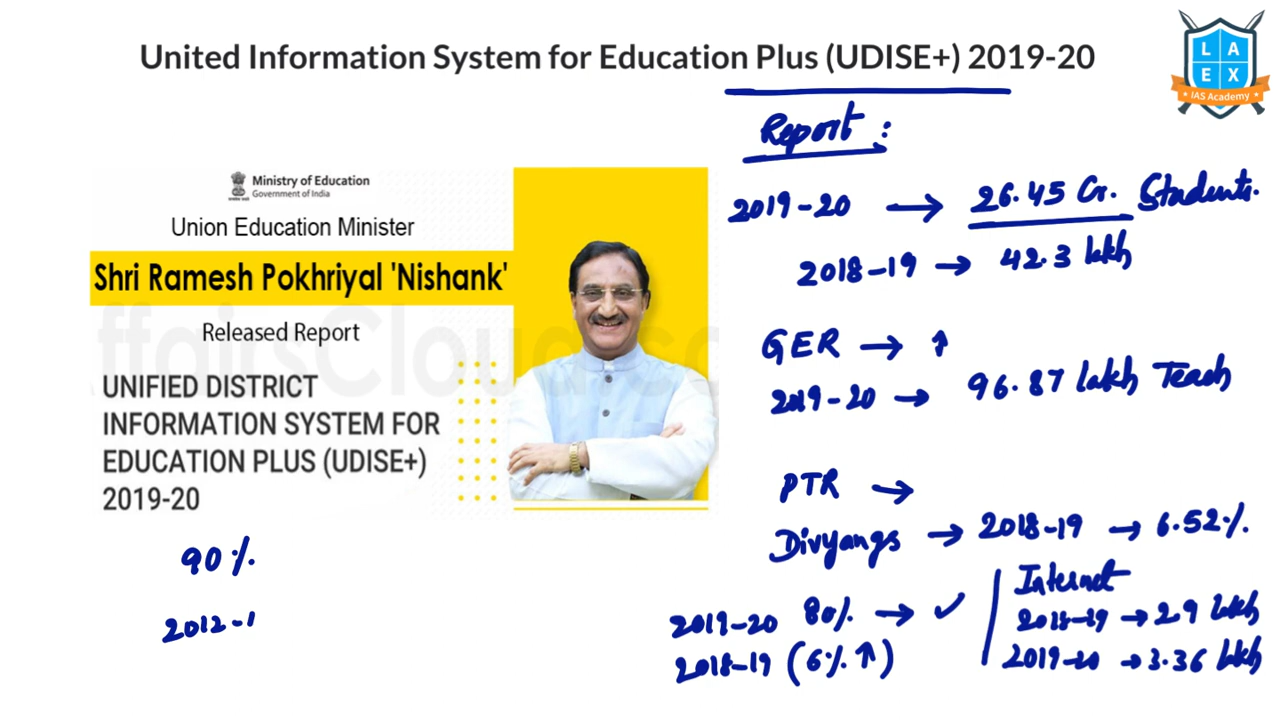 United Information System for Education Plus (UDISE+) 2019-20
L A
E X
IAS Academy
Ministry of Education
Government of India
Union Education Minister
Shri Ramesh Pokhriyal 'Nishank'
Released Report
UNIFIED DISTRICT
INFORMATION SYSTEM FOR
EDUCATION PLUS (UDISE+)
2019-20
90%
2012-1
Report :
2019-20 → 26.45 Cr. Students.
2018-19 → 42.3 lakh
GER → ↑
2019-20 → 96.87 lakh Teach
PTR →
Divyangs → 2018-19 → 6.52%.
2019-20 80% → ✓
2018-19 (6% ↑)
Internet
2018-19 → 2.9 lakh
2019-20 → 3.36 lakh